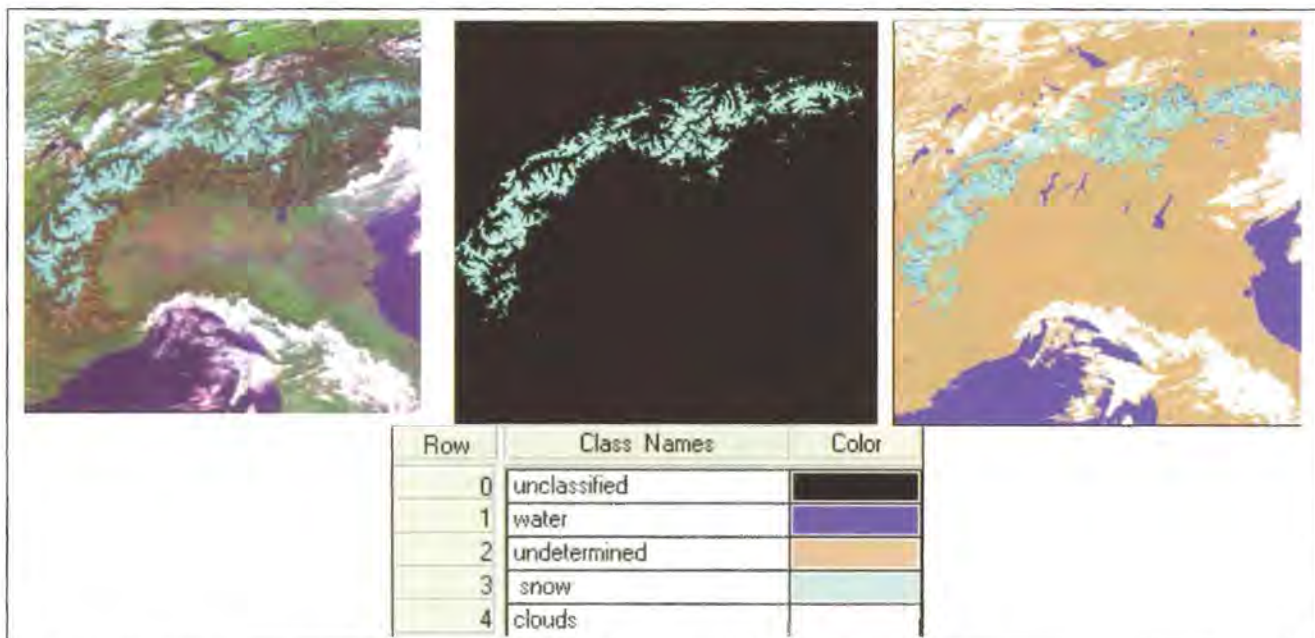 Row Class Names Color
0 unclassified
1 water
2 undetermined
3 snow
4 clouds